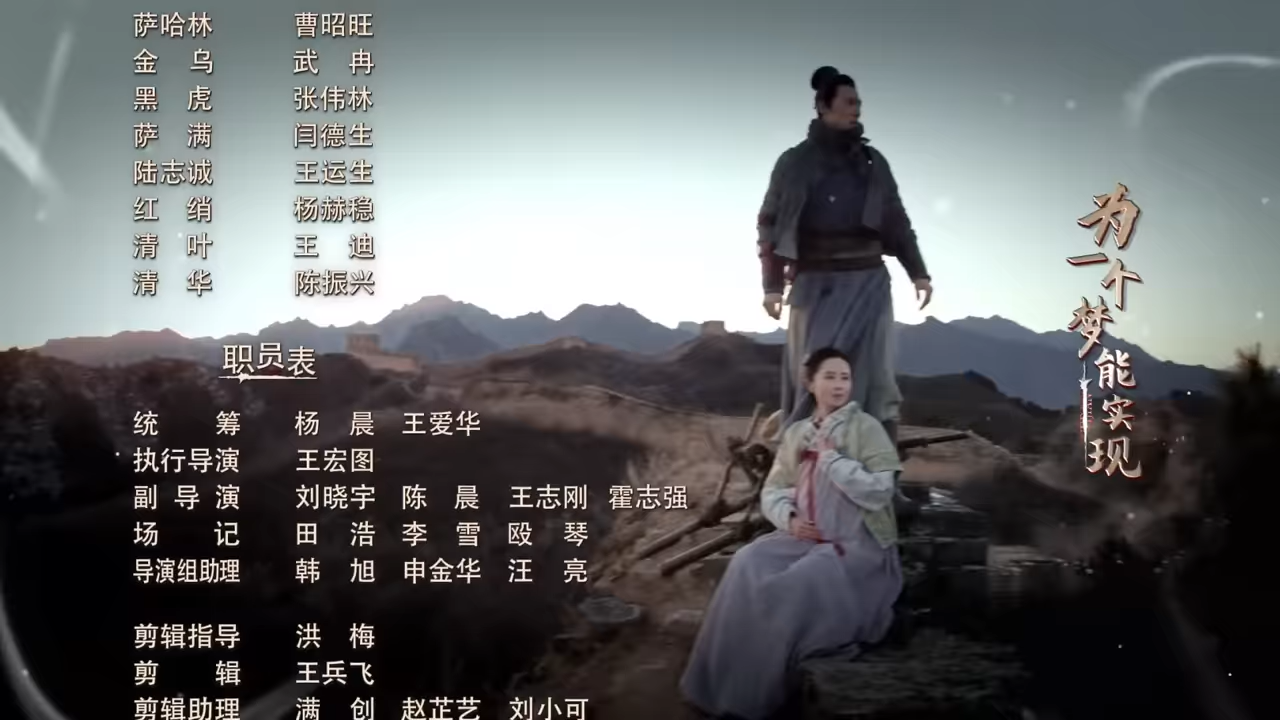 萨哈林 曹昭旺
金乌 武冉
黑虎 张伟林
萨满 闫德生
陆志诚 王运生
红绡 杨赫稳
清叶 王迪
清华 陈振兴
职员表
统筹 杨晨 王爱华
执行导演 王宏图
副导演 刘晓宇 陈晨 王志刚 霍志强
场记 田浩 李雪 殴琴
导演组助理 韩旭 申金华 汪亮
剪辑指导 洪梅
剪辑 王兵飞
剪辑助理 满创 赵芷艺 刘小可
为一个梦能实现